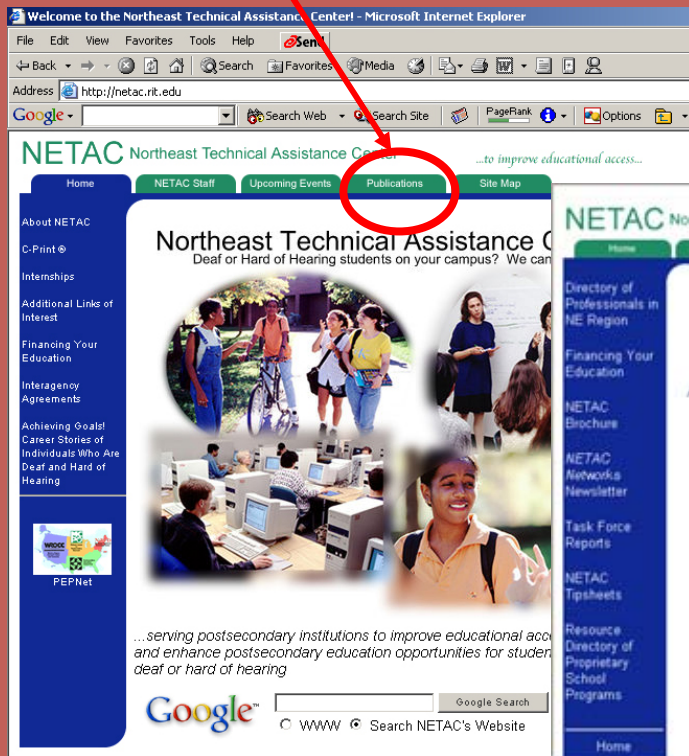 Welcome to the Northeast Technical Assistance Center! - Microsoft Internet Explorer
File Edit View Favorites Tools Help Send
Back Search Favorites Media
Address http://netac.rit.edu
Google Search Web Search Site PageRank Options
NETAC Northeast Technical Assistance Center ...to improve educational access...
Home NETAC Staff Upcoming Events Publications Site Map
About NETAC
C-Print ®
Internships
Additional Links of
Interest
Financing Your
Education
Interagency
Agreements
Achieving Goals!
Career Stories of
Individuals Who Are
Deaf and Hard of
Hearing
WROCC
PEPNet
Northeast Technical Assistance C
Deaf or Hard of Hearing students on your campus? We can
...serving postsecondary institutions to improve educational acc
and enhance postsecondary education opportunities for studen
deaf or hard of hearing
Google™ Google Search
WWW Search NETAC's Website
NETAC No
Home
Directory of
Professionals in
NE Region
Financing Your
Education
NETAC
Brochure
NETAC
Networks
Newsletter
Task Force
Reports
NETAC
Tipsheets
Resource
Directory of
Proprietary
School
Programs
Home